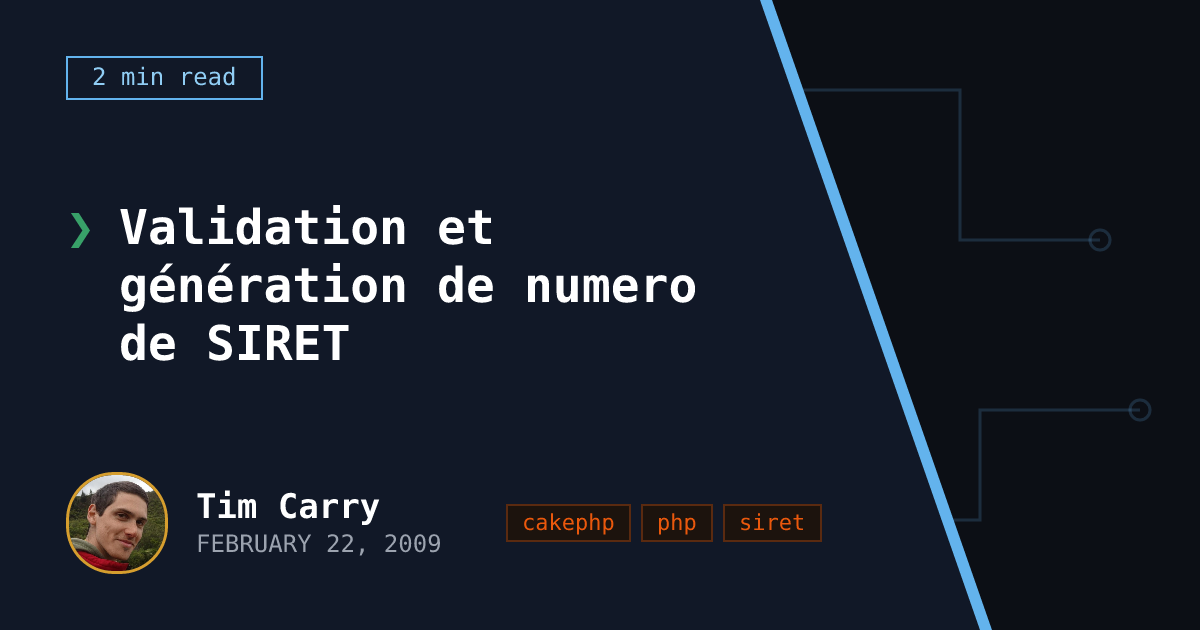 2 min read
❯ Validation et
génération de numero
de SIRET
Tim Carry
FEBRUARY 22, 2009
cakephp php siret